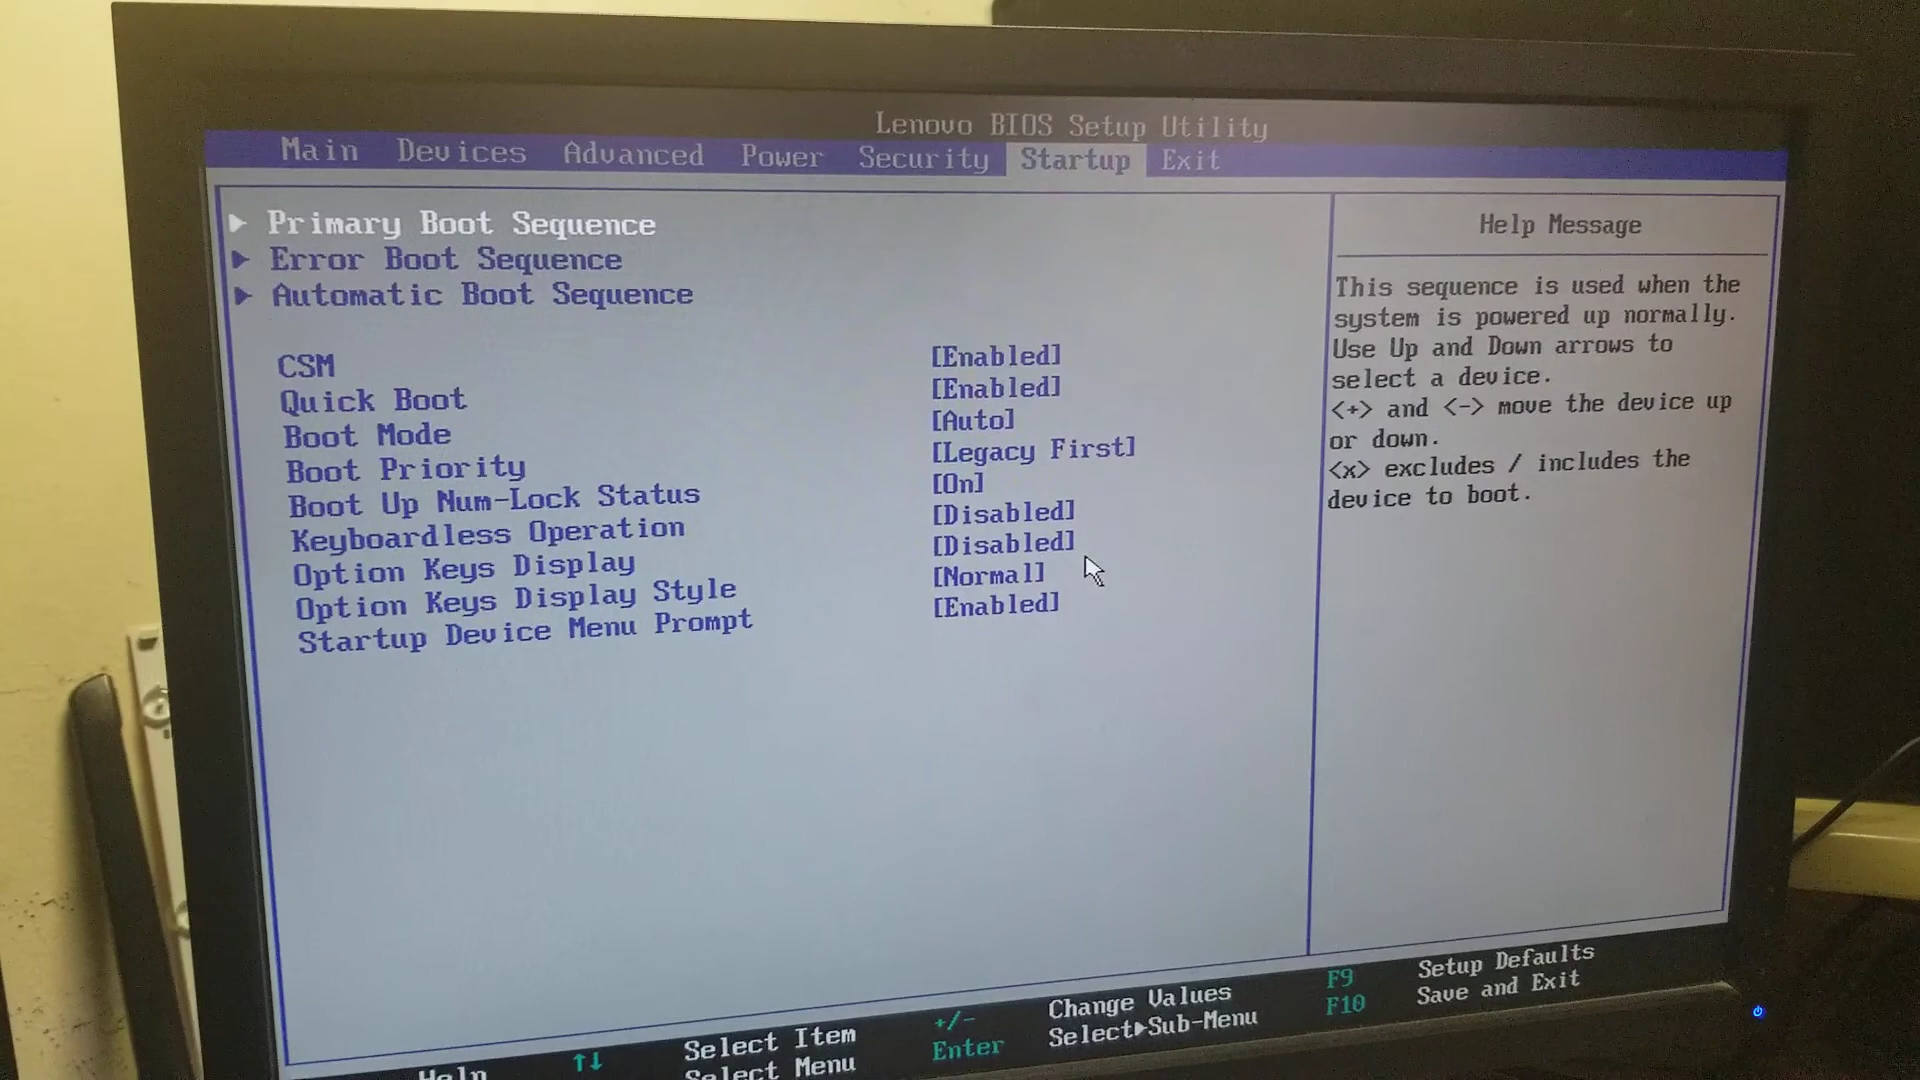 Lenovo BIOS Setup Utility
Main Devices Advanced Power Security Startup Exit
Primary Boot Sequence
Error Boot Sequence
Automatic Boot Sequence
CSM [Enabled]
Quick Boot [Enabled]
Boot Mode [Auto]
Boot Priority [Legacy First]
Boot Up Num-Lock Status [On]
Keyboardless Operation [Disabled]
Option Keys Display [Disabled]
Option Keys Display Style [Normal]
Startup Device Menu Prompt [Enabled]
Help Message
This sequence is used when the
system is powered up normally.
Use Up and Down arrows to
select a device.
<+> and <-> move the device up
or down.
<x> excludes / includes the
device to boot.
Help ↑↓ Select Item +/- Change Values F9 Setup Defaults
Select Menu Enter Select▶Sub-Menu F10 Save and Exit